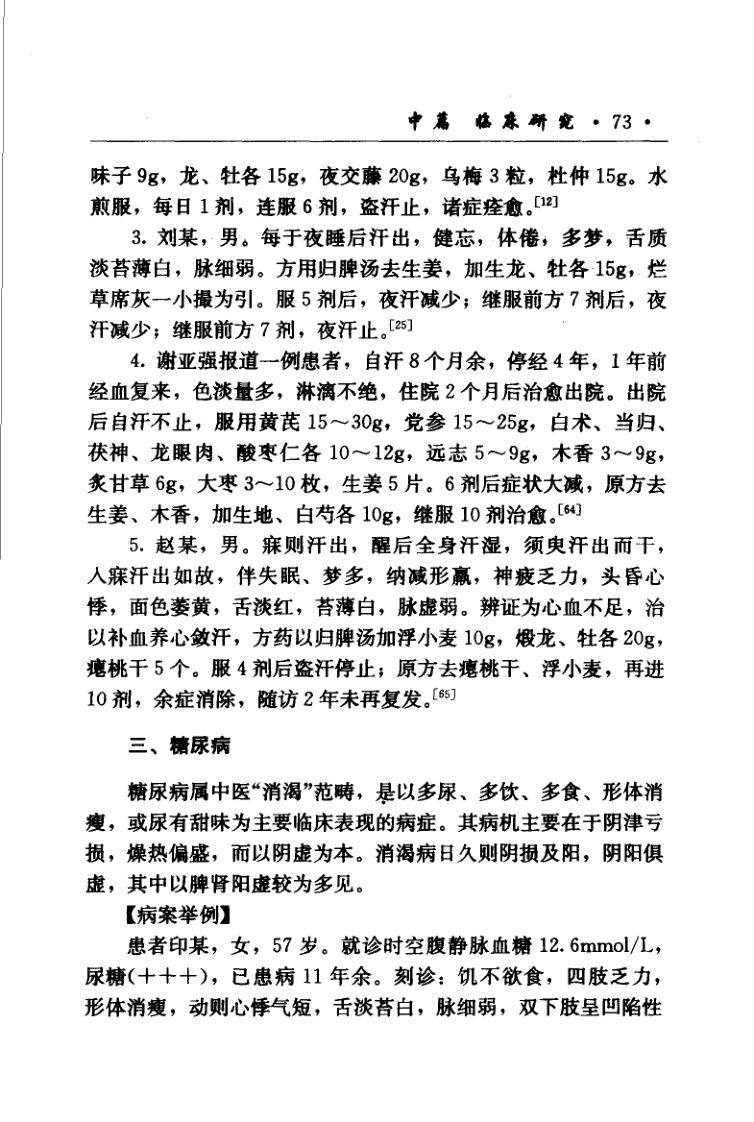 中篇 临床研究 · 73 ·
味子 9g，龙、牡各 15g，夜交藤 20g，乌梅 3 粒，杜仲 15g。水
煎服，每日 1 剂，连服 6 剂，盗汗止，诸症痊愈。[12]
3. 刘某，男。每于夜睡后汗出，健忘，体倦，多梦，舌质
淡苔薄白，脉细弱。方用归脾汤去生姜，加生龙、牡各 15g，烂
草席灰一小撮为引。服 5 剂后，夜汗减少；继服前方 7 剂后，夜
汗减少；继服前方 7 剂，夜汗止。[25]
4. 谢亚强报道一例患者，自汗 8 个月余，停经 4 年，1 年前
经血复来，色淡量多，淋漓不绝，住院 2 个月后治愈出院。出院
后自汗不止，服用黄芪 15～30g，党参 15～25g，白术、当归、
茯神、龙眼肉、酸枣仁各 10～12g，远志 5～9g，木香 3～9g，
炙甘草 6g，大枣 3～10 枚，生姜 5 片。6 剂后症状大减，原方去
生姜、木香，加生地、白芍各 10g，继服 10 剂治愈。[64]
5. 赵某，男。寐则汗出，醒后全身汗湿，须臾汗出而干，
入寐汗出如故，伴失眠、梦多，纳减形羸，神疲乏力，头昏心
悸，面色萎黄，舌淡红，苔薄白，脉虚弱。辨证为心血不足，治
以补血养心敛汗，方药以归脾汤加浮小麦 10g，煅龙、牡各 20g，
瘪桃干 5 个。服 4 剂后盗汗停止；原方去瘪桃干、浮小麦，再进
10 剂，余症消除，随访 2 年未再复发。[65]
三、糖尿病
糖尿病属中医“消渴”范畴，是以多尿、多饮、多食、形体消
瘦，或尿有甜味为主要临床表现的病症。其病机主要在于阴津亏
损，燥热偏盛，而以阴虚为本。消渴病日久则阴损及阳，阴阳俱
虚，其中以脾肾阳虚较为多见。
【病案举例】
患者印某，女，57 岁。就诊时空腹静脉血糖 12.6mmol/L，
尿糖(＋＋＋)，已患病 11 年余。刻诊：饥不欲食，四肢乏力，
形体消瘦，动则心悸气短，舌淡苔白，脉细弱，双下肢呈凹陷性